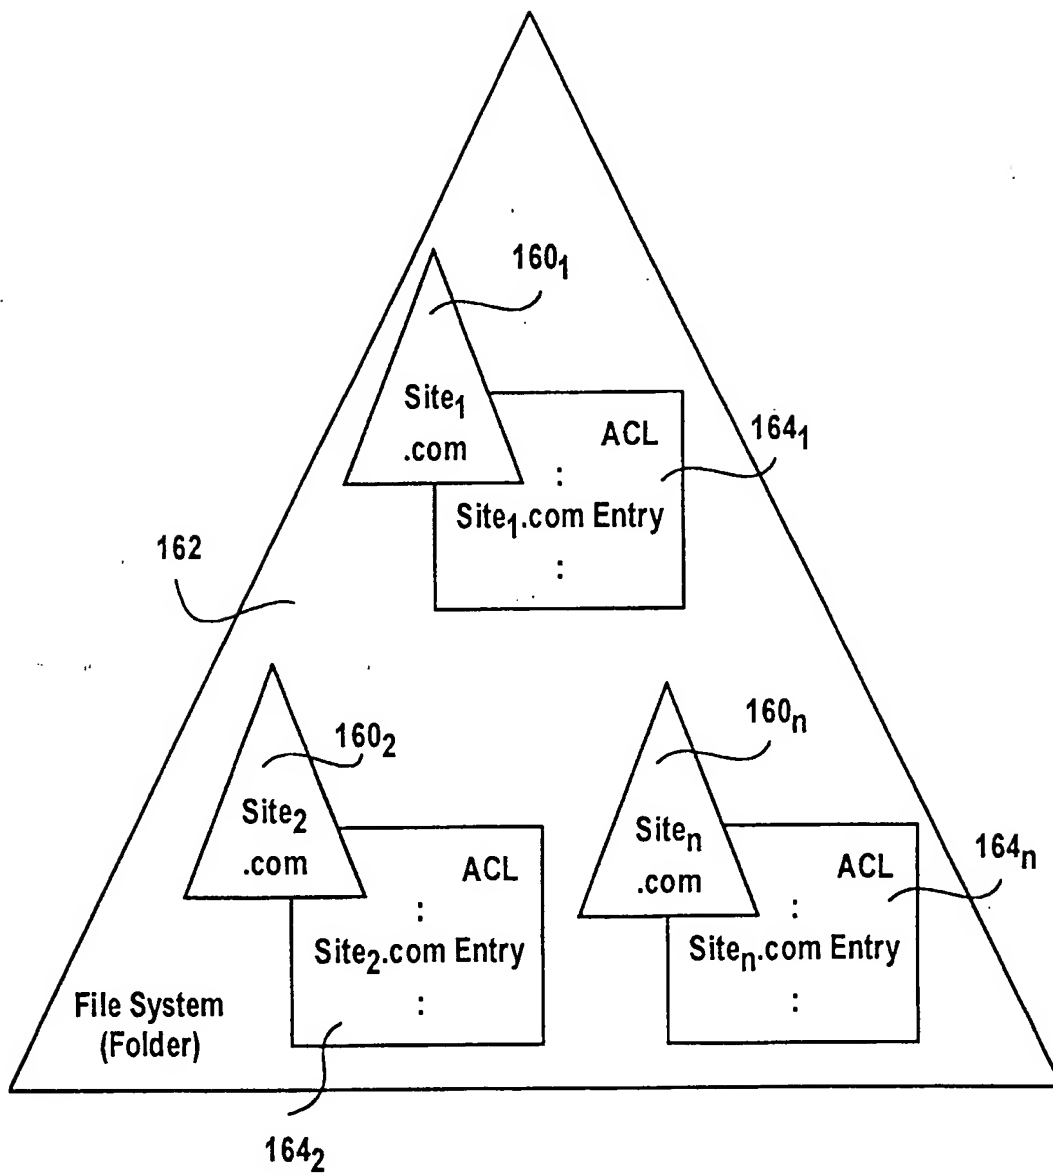 160₁
Site₁
.com
ACL
:
Site₁.com Entry
:
164₁
162
160₂
Site₂
.com
ACL
:
Site₂.com Entry
:
164₂
160ₙ
Siteₙ
.com
ACL
:
Siteₙ.com Entry
:
164ₙ
File System
(Folder)